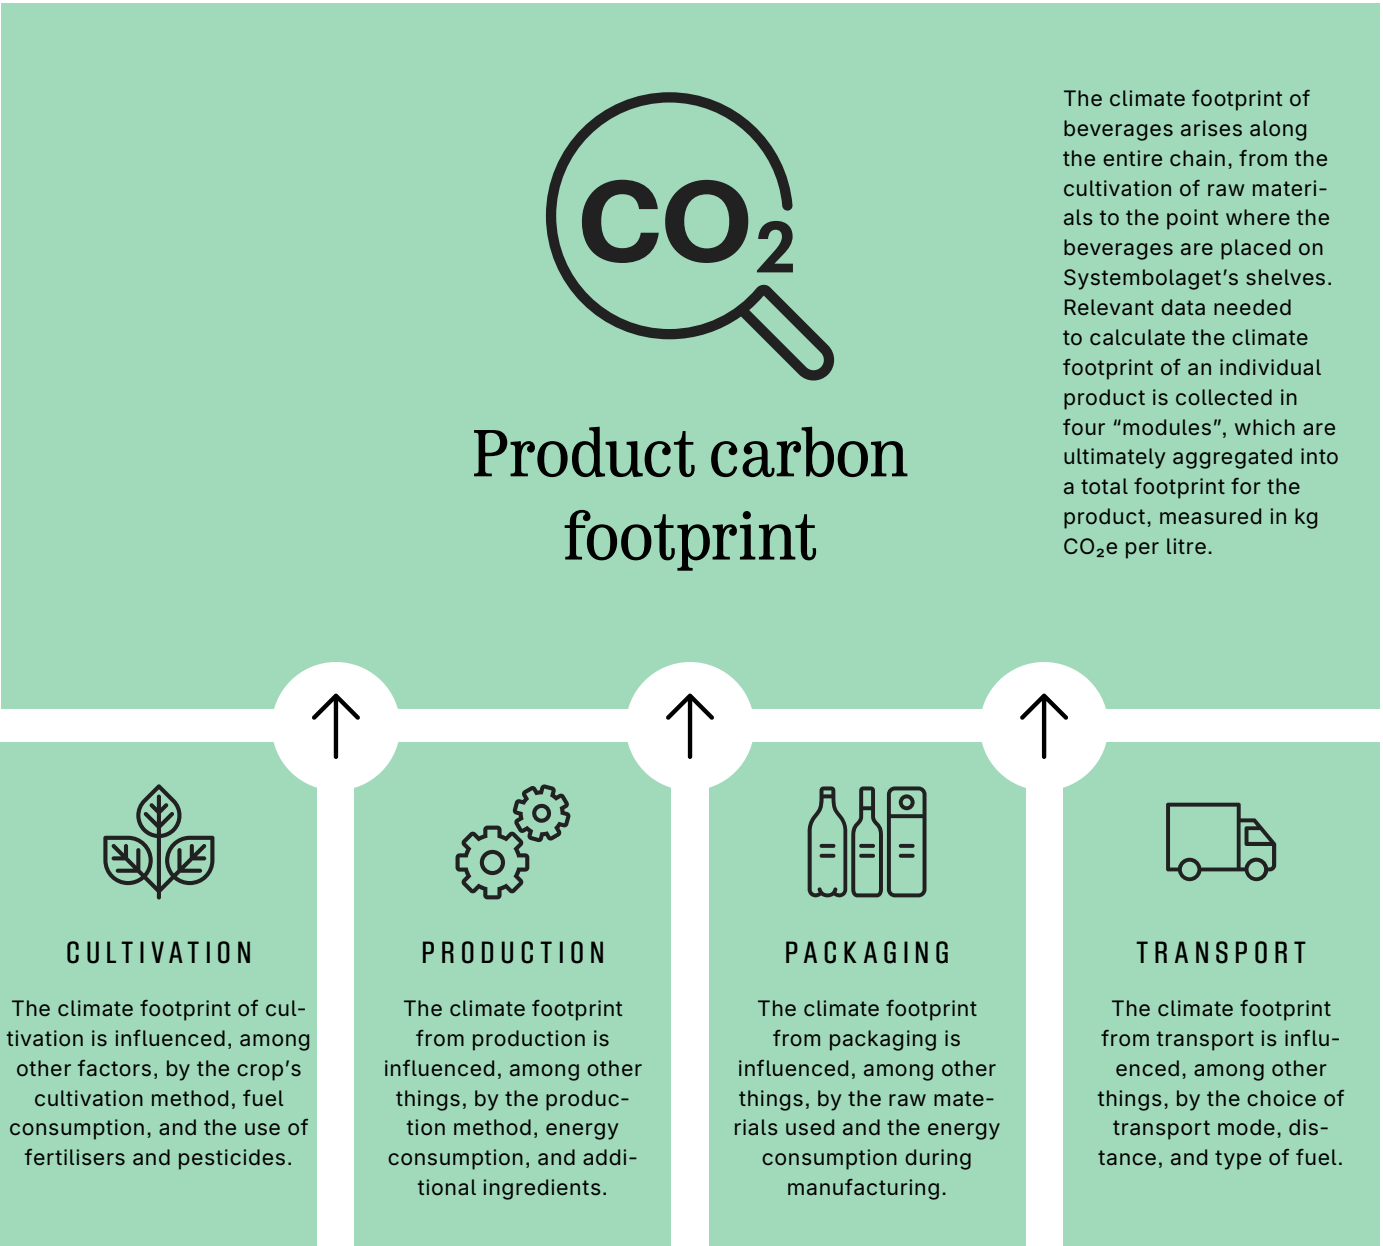 CO₂
Product carbon
footprint
The climate footprint of
beverages arises along
the entire chain, from the
cultivation of raw materi-
als to the point where the
beverages are placed on
Systembolaget’s shelves.
Relevant data needed
to calculate the climate
footprint of an individual
product is collected in
four “modules”, which are
ultimately aggregated into
a total footprint for the
product, measured in kg
CO₂e per litre.
CULTIVATION
The climate footprint of cul-
tivation is influenced, among
other factors, by the crop’s
cultivation method, fuel
consumption, and the use of
fertilisers and pesticides.
PRODUCTION
The climate footprint
from production is
influenced, among other
things, by the produc-
tion method, energy
consumption, and addi-
tional ingredients.
PACKAGING
The climate footprint
from packaging is
influenced, among other
things, by the raw mate-
rials used and the energy
consumption during
manufacturing.
TRANSPORT
The climate footprint
from transport is influ-
enced, among other
things, by the choice of
transport mode, dis-
tance, and type of fuel.